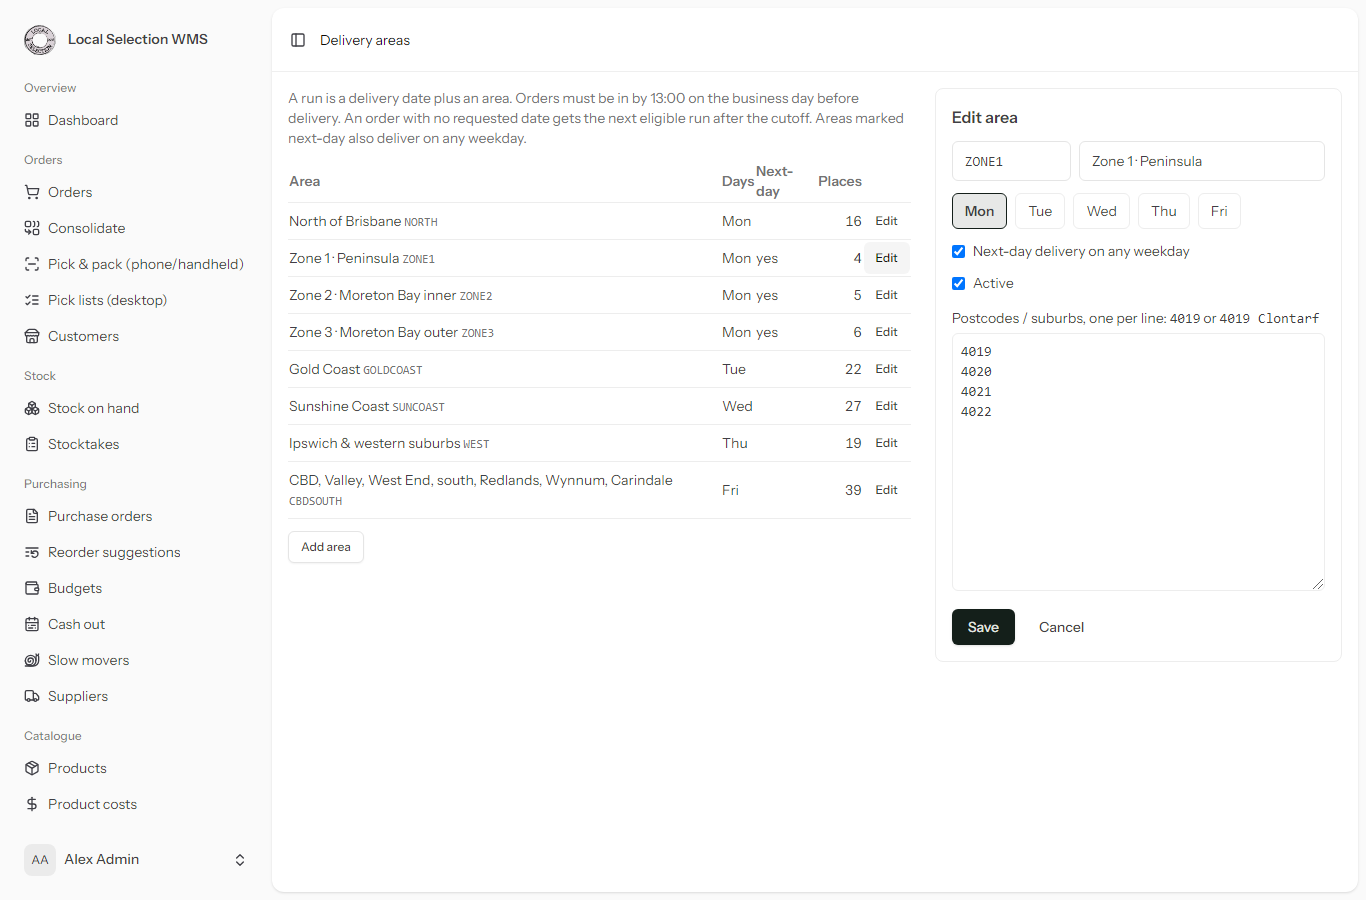 Local Selection WMS
Overview
Dashboard
Orders
Orders
Consolidate
Pick & pack (phone/handheld)
Pick lists (desktop)
Customers
Stock
Stock on hand
Stocktakes
Purchasing
Purchase orders
Reorder suggestions
Budgets
Cash out
Slow movers
Suppliers
Catalogue
Products
Product costs
AA Alex Admin
Delivery areas
A run is a delivery date plus an area. Orders must be in by 13:00 on the business day before
delivery. An order with no requested date gets the next eligible run after the cutoff. Areas marked
next-day also deliver on any weekday.
Area Days Next-day Places
North of Brisbane NORTH Mon 16 Edit
Zone 1 · Peninsula ZONE1 Mon yes 4 Edit
Zone 2 · Moreton Bay inner ZONE2 Mon yes 5 Edit
Zone 3 · Moreton Bay outer ZONE3 Mon yes 6 Edit
Gold Coast GOLDCOAST Tue 22 Edit
Sunshine Coast SUNCOAST Wed 27 Edit
Ipswich & western suburbs WEST Thu 19 Edit
CBD, Valley, West End, south, Redlands, Wynnum, Carindale
CBDSOUTH Fri 39 Edit
Add area
Edit area
ZONE1 Zone 1 · Peninsula
Mon Tue Wed Thu Fri
Next-day delivery on any weekday
Active
Postcodes / suburbs, one per line: 4019 or 4019 Clontarf
4019
4020
4021
4022
Save Cancel